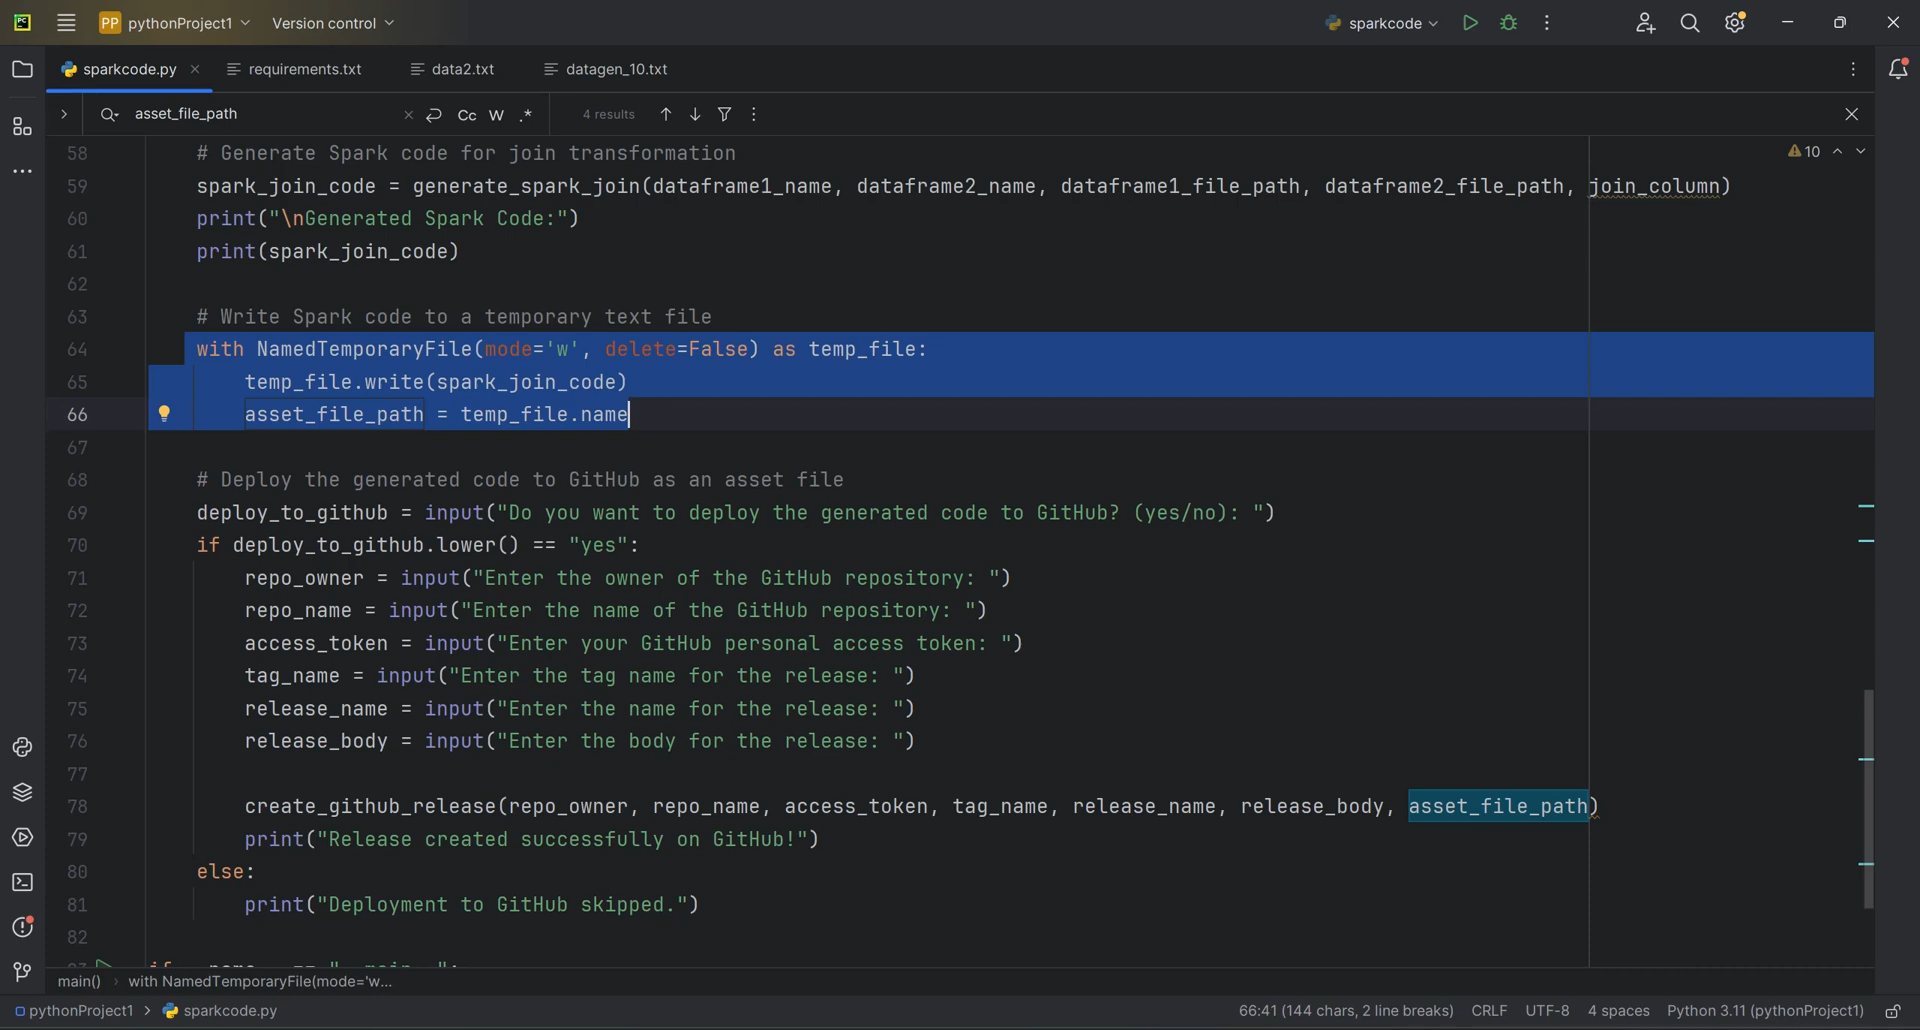 PC PP pythonProject1 Version control sparkcode
sparkcode.py requirements.txt data2.txt datagen_10.txt
asset_file_path Cc W .* 4 results
58 # Generate Spark code for join transformation
10
59 spark_join_code = generate_spark_join(dataframe1_name, dataframe2_name, dataframe1_file_path, dataframe2_file_path, join_column)
60 print("\nGenerated Spark Code:")
61 print(spark_join_code)
62
63 # Write Spark code to a temporary text file
64 with NamedTemporaryFile(mode='w', delete=False) as temp_file:
65 temp_file.write(spark_join_code)
66 asset_file_path = temp_file.name
67
68 # Deploy the generated code to GitHub as an asset file
69 deploy_to_github = input("Do you want to deploy the generated code to GitHub? (yes/no): ")
70 if deploy_to_github.lower() == "yes":
71 repo_owner = input("Enter the owner of the GitHub repository: ")
72 repo_name = input("Enter the name of the GitHub repository: ")
73 access_token = input("Enter your GitHub personal access token: ")
74 tag_name = input("Enter the tag name for the release: ")
75 release_name = input("Enter the name for the release: ")
76 release_body = input("Enter the body for the release: ")
77
78 create_github_release(repo_owner, repo_name, access_token, tag_name, release_name, release_body, asset_file_path)
79 print("Release created successfully on GitHub!")
80 else:
81 print("Deployment to GitHub skipped.")
82
main() › with NamedTemporaryFile(mode='w...
pythonProject1 › sparkcode.py 66:41 (144 chars, 2 line breaks) CRLF UTF-8 4 spaces Python 3.11 (pythonProject1)